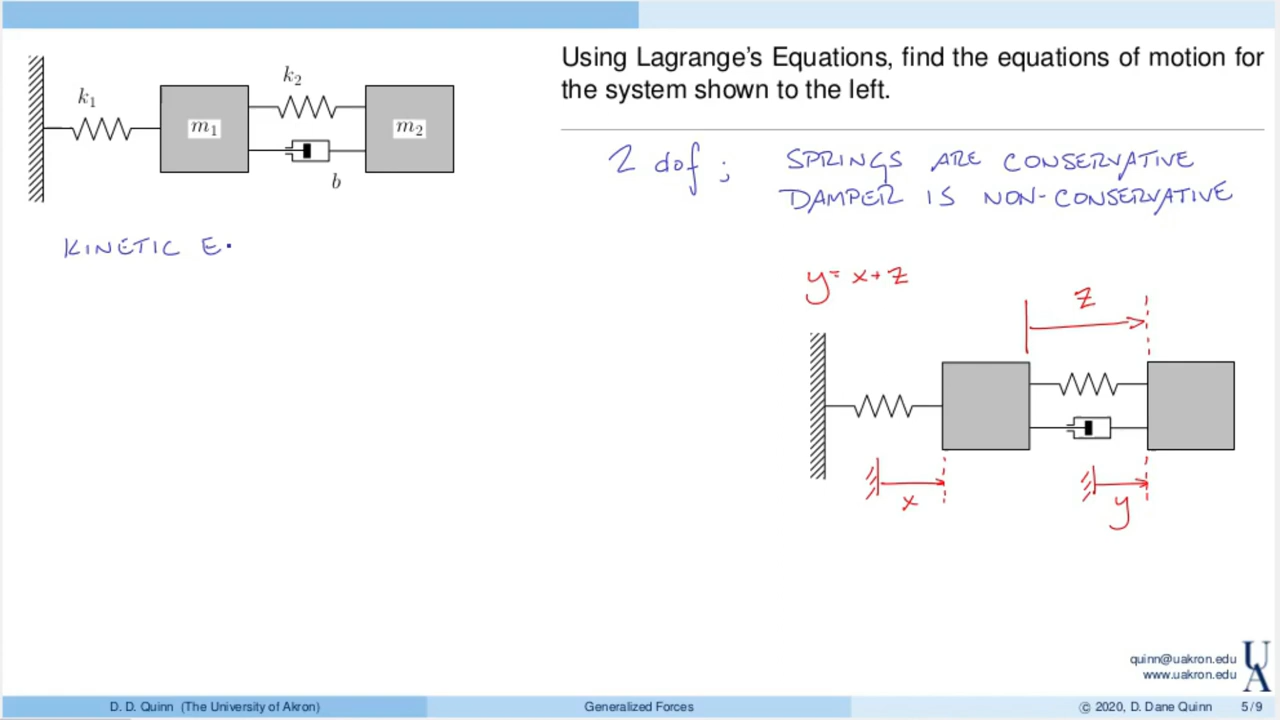 Using Lagrange's Equations, find the equations of motion for
the system shown to the left.
k₁
m₁
k₂
b
m₂
2 dof ; SPRINGS ARE CONSERVATIVE
DAMPER IS NON-CONSERVATIVE
KINETIC E
y = x + z
z
x
y
quinn@uakron.edu
www.uakron.edu
UA
D. D. Quinn (The University of Akron)
Generalized Forces
© 2020, D. Dane Quinn
5/9